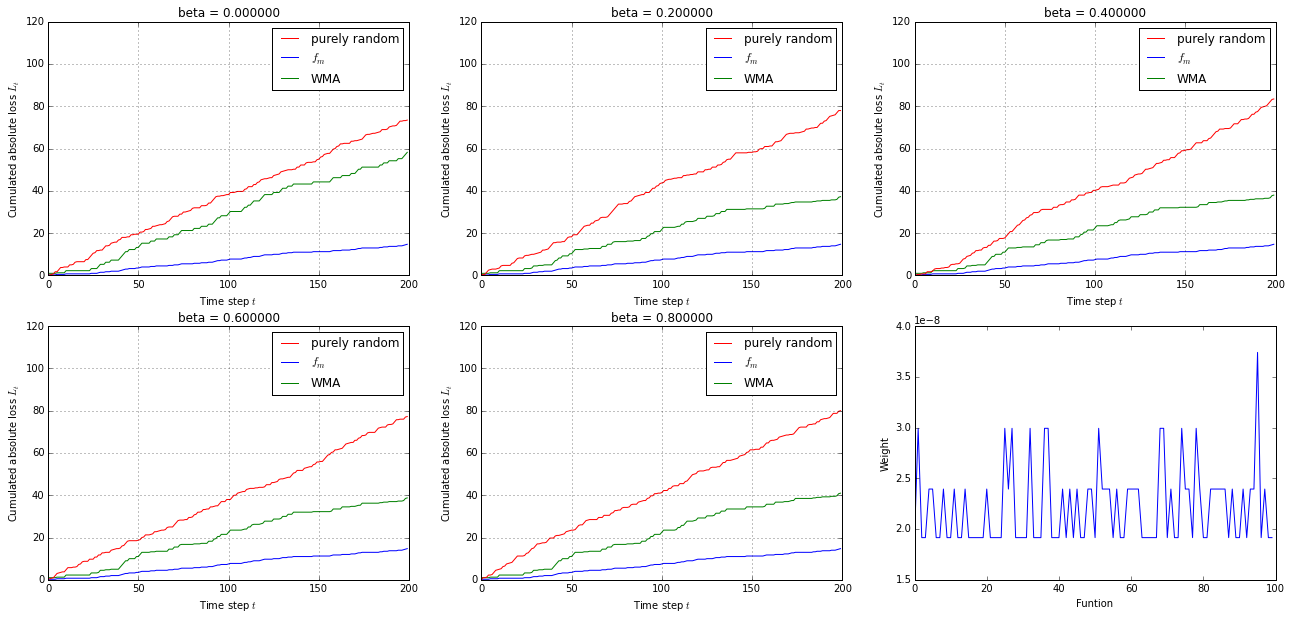 beta = 0.000000
120
100
80
60
40
20
0
Cumulated absolute loss L_t
purely random
f_m
WMA
0
50
100
150
200
Time step t
beta = 0.200000
120
100
80
60
40
20
0
Cumulated absolute loss L_t
purely random
f_m
WMA
0
50
100
150
200
Time step t
beta = 0.400000
120
100
80
60
40
20
0
Cumulated absolute loss L_t
purely random
f_m
WMA
0
50
100
150
200
Time step t
beta = 0.600000
120
100
80
60
40
20
0
Cumulated absolute loss L_t
purely random
f_m
WMA
0
50
100
150
200
Time step t
beta = 0.800000
120
100
80
60
40
20
0
Cumulated absolute loss L_t
purely random
f_m
WMA
0
50
100
150
200
Time step t
1e−8
4.0
3.5
3.0
2.5
2.0
1.5
Weight
0
20
40
60
80
100
Funtion